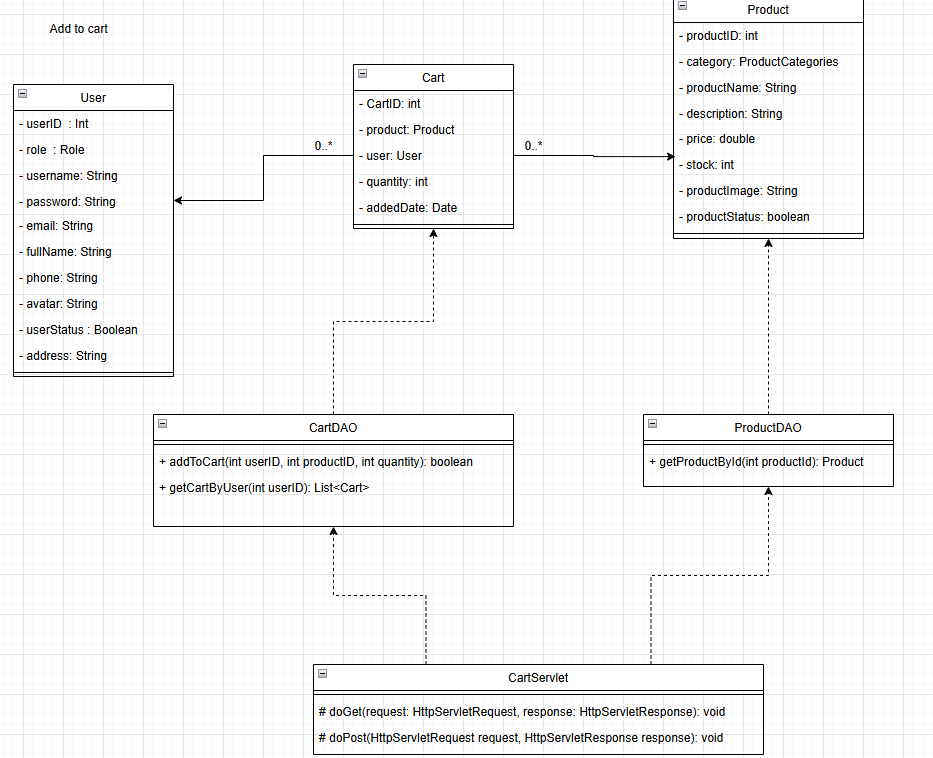 Add to cart
User
- userID : Int
- role : Role
- username: String
- password: String
- email: String
- fullName: String
- phone: String
- avatar: String
- userStatus : Boolean
- address: String
0..*
Cart
- CartID: int
- product: Product
- user: User
- quantity: int
- addedDate: Date
0..*
Product
- productID: int
- category: ProductCategories
- productName: String
- description: String
- price: double
- stock: int
- productImage: String
- productStatus: boolean
CartDAO
+ addToCart(int userID, int productID, int quantity): boolean
+ getCartByUser(int userID): List<Cart>
ProductDAO
+ getProductById(int productId): Product
CartServlet
# doGet(request: HttpServletRequest, response: HttpServletResponse): void
# doPost(HttpServletRequest request, HttpServletResponse response): void